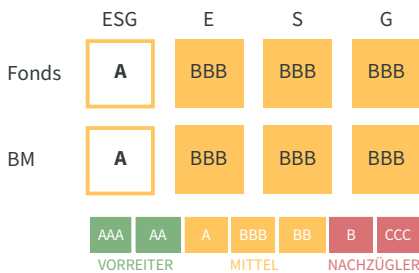 ESG E S G
Fonds A BBB BBB BBB
BM A BBB BBB BBB
AAA AA A BBB BB B CCC
VORREITER MITTEL NACHZÜGLER